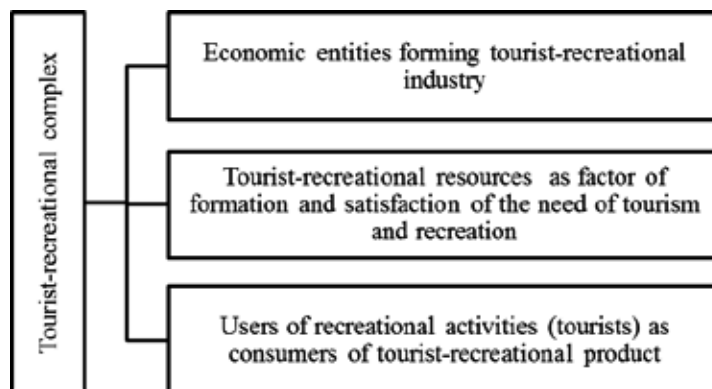 Tourist-recreational complex
Economic entities forming tourist-recreational
industry
Tourist-recreational resources as factor of
formation and satisfaction of the need of tourism
and recreation
Users of recreational activities (tourists) as
consumers of tourist-recreational product